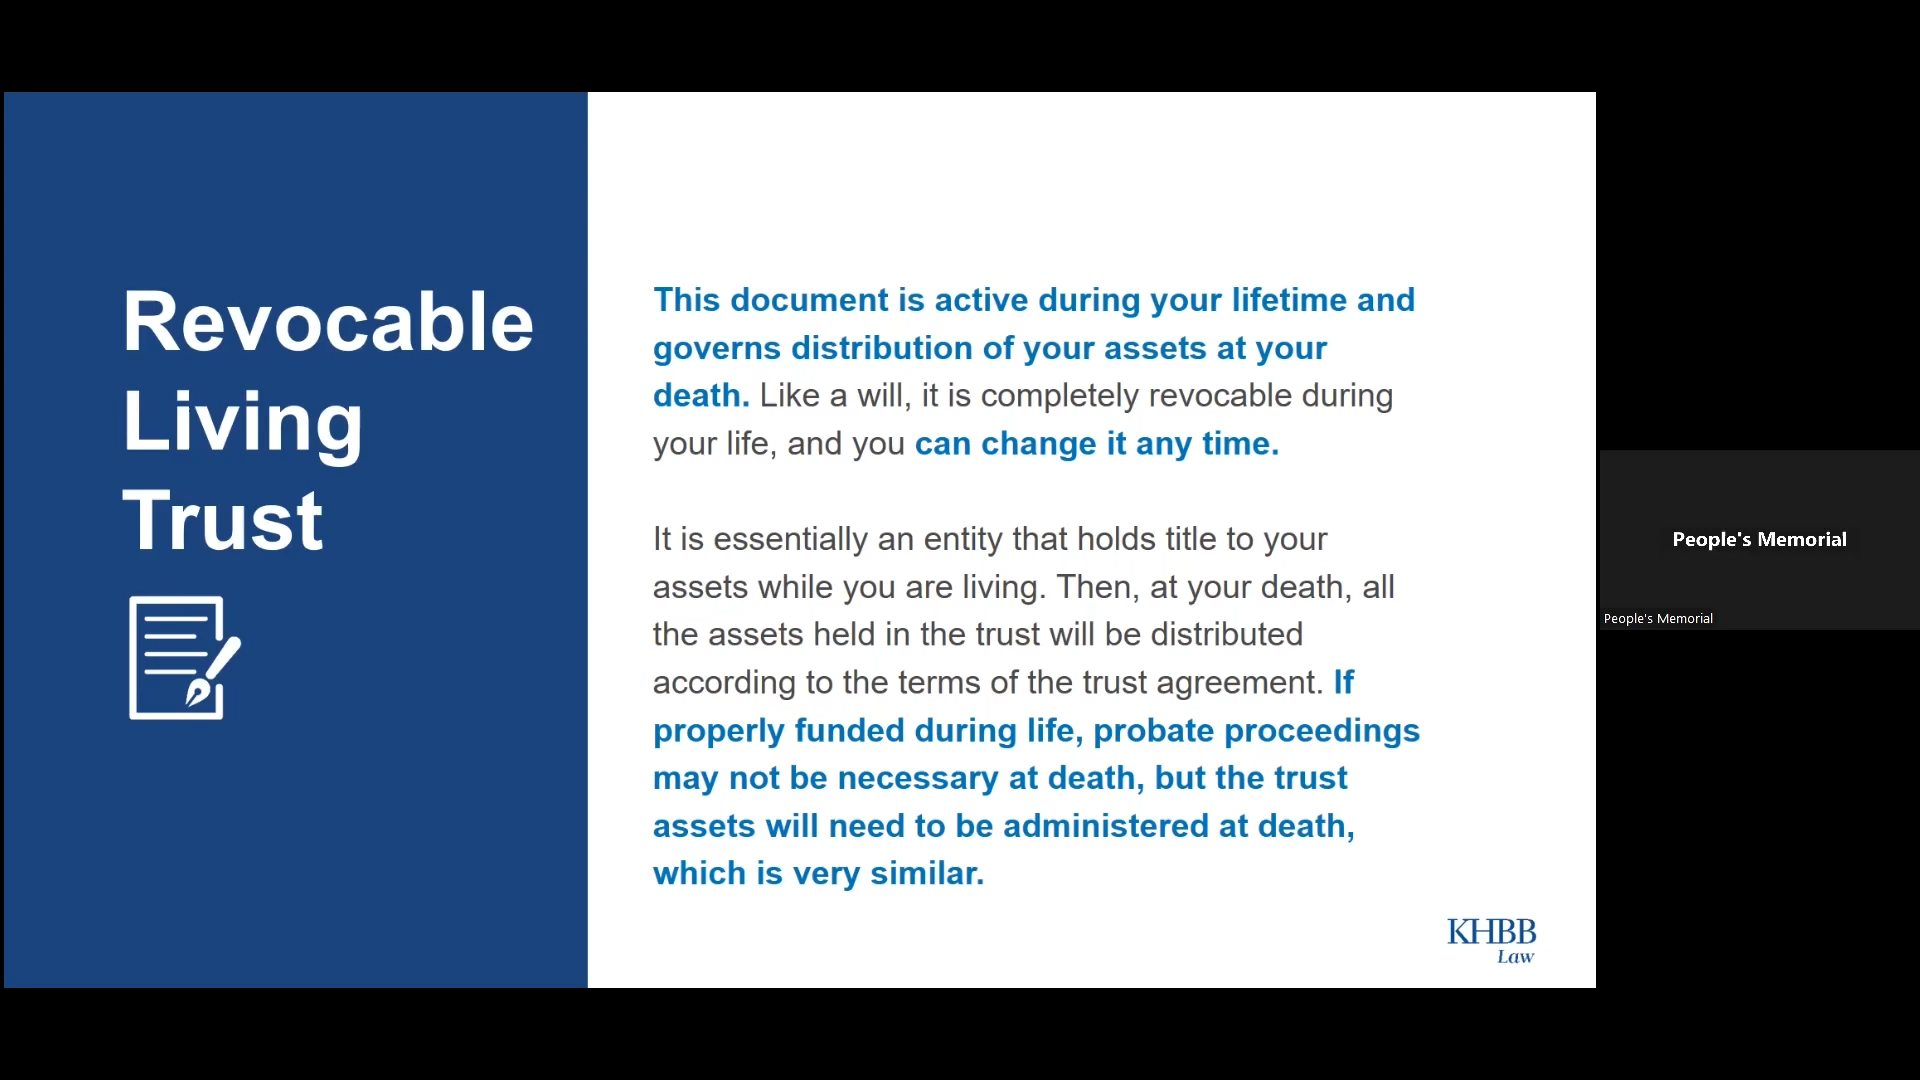 Revocable
Living
Trust
This document is active during your lifetime and
governs distribution of your assets at your
death. Like a will, it is completely revocable during
your life, and you can change it any time.
It is essentially an entity that holds title to your
assets while you are living. Then, at your death, all
the assets held in the trust will be distributed
according to the terms of the trust agreement. If
properly funded during life, probate proceedings
may not be necessary at death, but the trust
assets will need to be administered at death,
which is very similar.
KHBB
Law
People's Memorial
People's Memorial